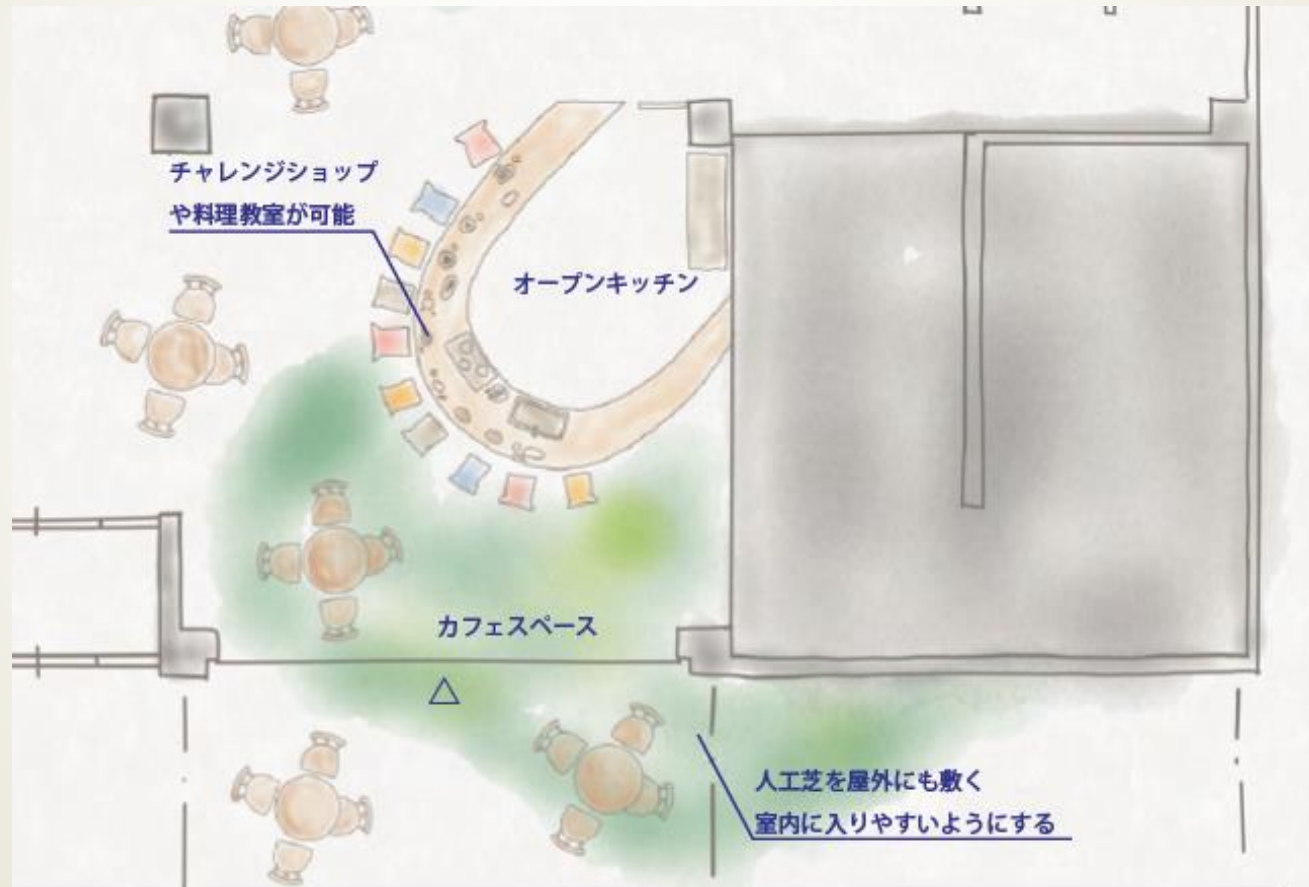 チャレンジショップ
や料理教室が可能
オープンキッチン
カフェスペース
人工芝を屋外にも敷く
室内に入りやすいようにする